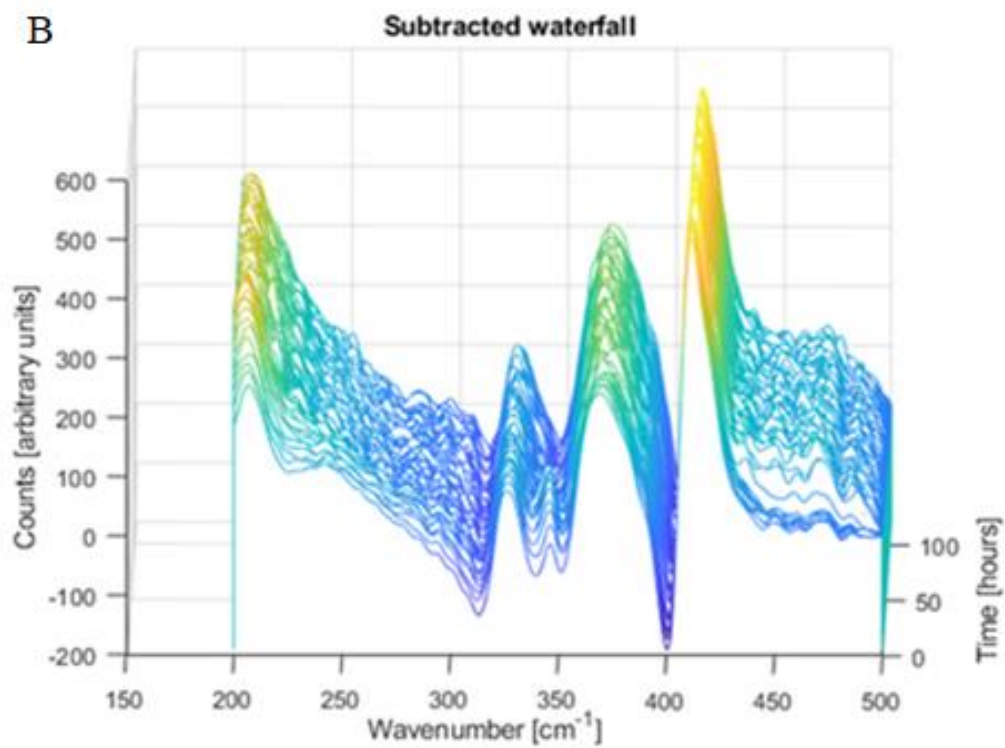 B
Subtracted waterfall
600
500
400
300
200
100
0
-100
-200
Counts [arbitrary units]
100
50
0
Time [hours]
150 200 250 300 350 400 450 500
Wavenumber [cm⁻¹]